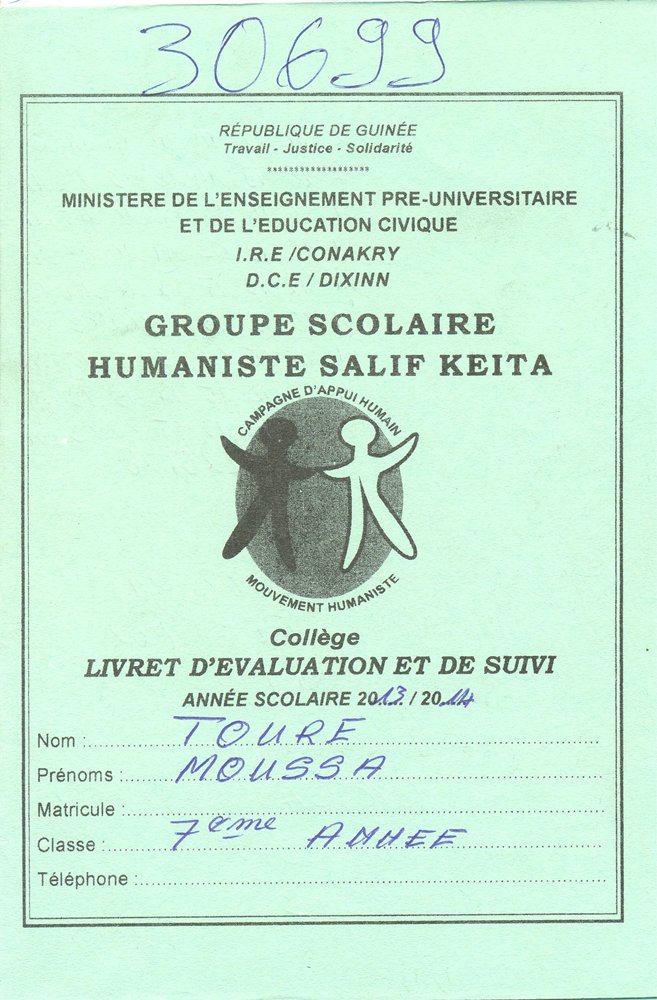 30699
RÉPUBLIQUE DE GUINÉE
Travail - Justice - Solidarité
********************
MINISTERE DE L'ENSEIGNEMENT PRE-UNIVERSITAIRE
ET DE L'EDUCATION CIVIQUE
I.R.E /CONAKRY
D.C.E / DIXINN
GROUPE SCOLAIRE
HUMANISTE SALIF KEITA
CAMPAGNE D'APPUI HUMAIN
MOUVEMENT HUMANISTE
Collège
LIVRET D'EVALUATION ET DE SUIVI
ANNÉE SCOLAIRE 2013 / 2014
Nom : TOURE
Prénoms : MOUSSA
Matricule :
Classe : 7ème ANNEE
Téléphone :